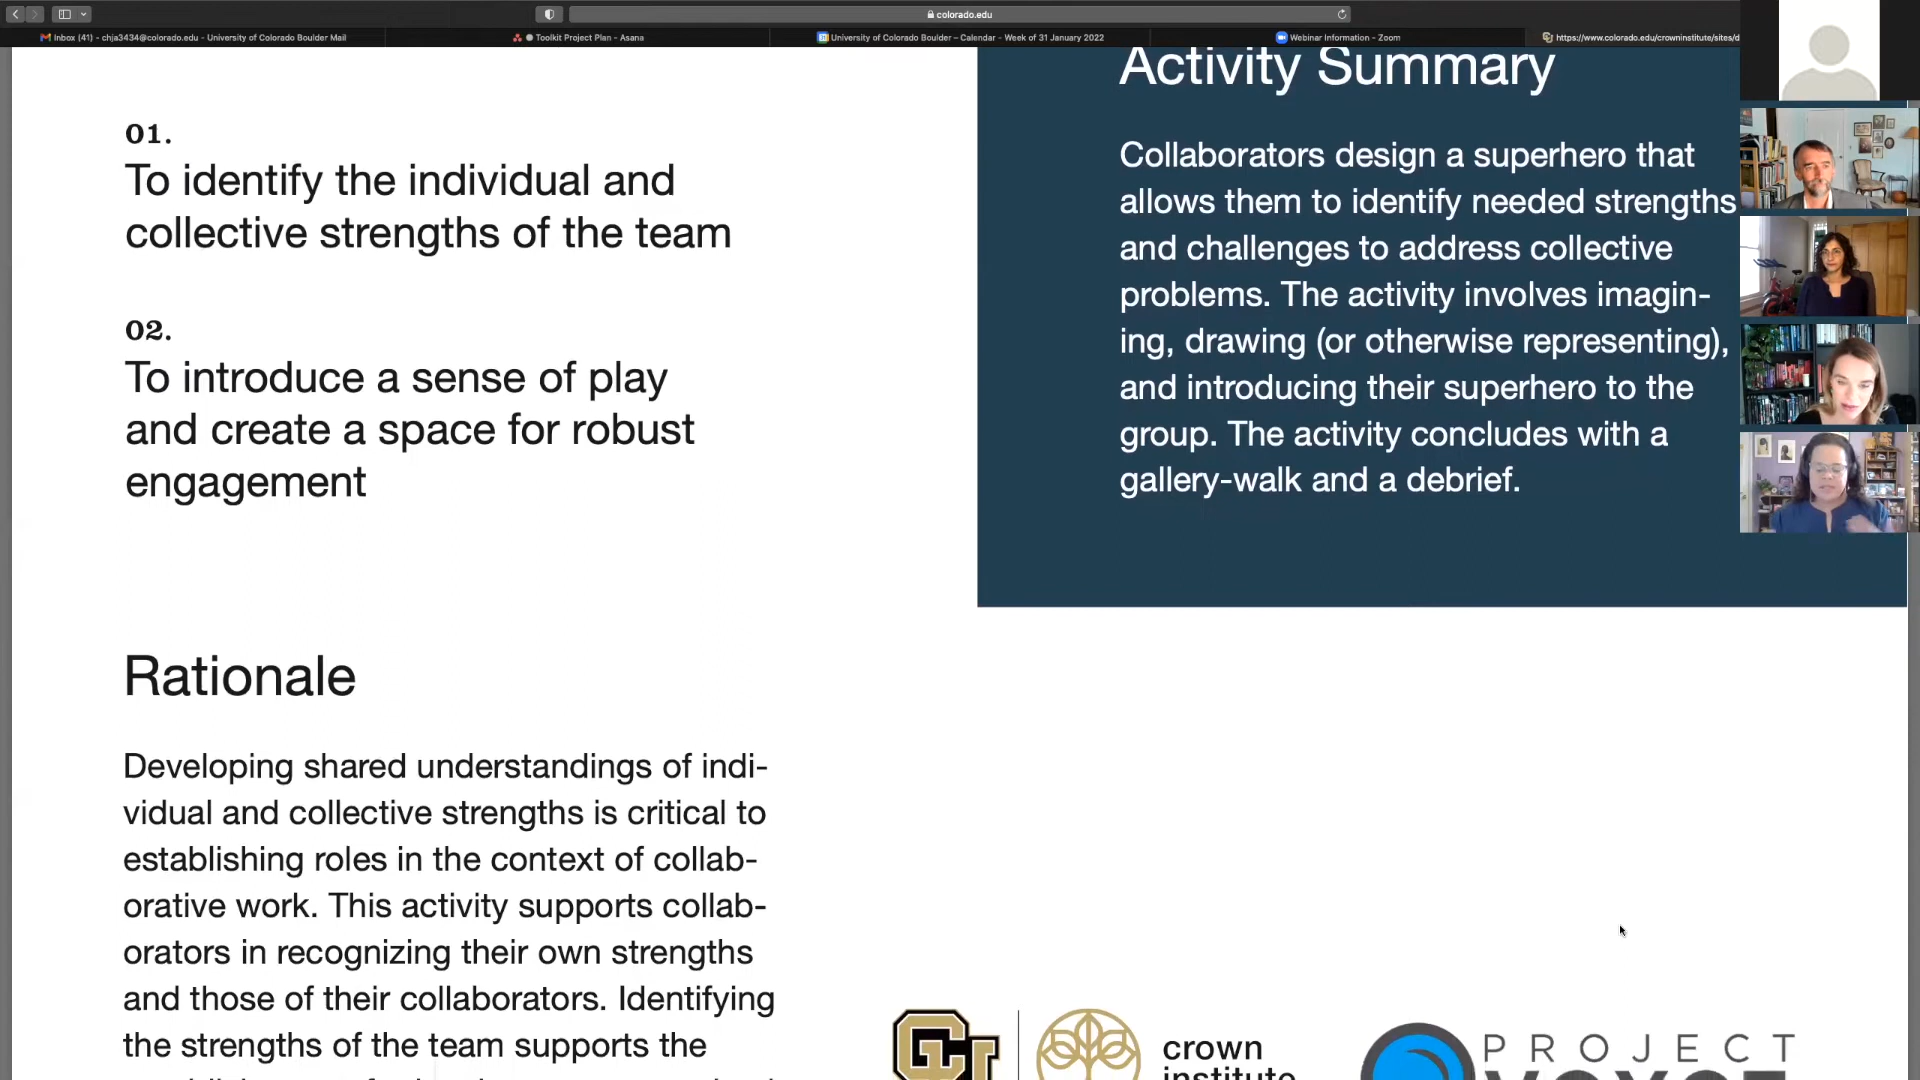 colorado.edu
Inbox (41) - chja3434@colorado.edu - University of Colorado Boulder Mail
Toolkit Project Plan - Asana
University of Colorado Boulder – Calendar - Week of 31 January 2022
Webinar Information - Zoom
https://www.colorado.edu/crowninstitute/sites/d
01.
To identify the individual and
collective strengths of the team
02.
To introduce a sense of play
and create a space for robust
engagement
Activity Summary
Collaborators design a superhero that
allows them to identify needed strengths
and challenges to address collective
problems. The activity involves imagin-
ing, drawing (or otherwise representing),
and introducing their superhero to the
group. The activity concludes with a
gallery-walk and a debrief.
Rationale
Developing shared understandings of indi-
vidual and collective strengths is critical to
establishing roles in the context of collab-
orative work. This activity supports collab-
orators in recognizing their own strengths
and those of their collaborators. Identifying
the strengths of the team supports the
CU
crown
institute
PROJECT